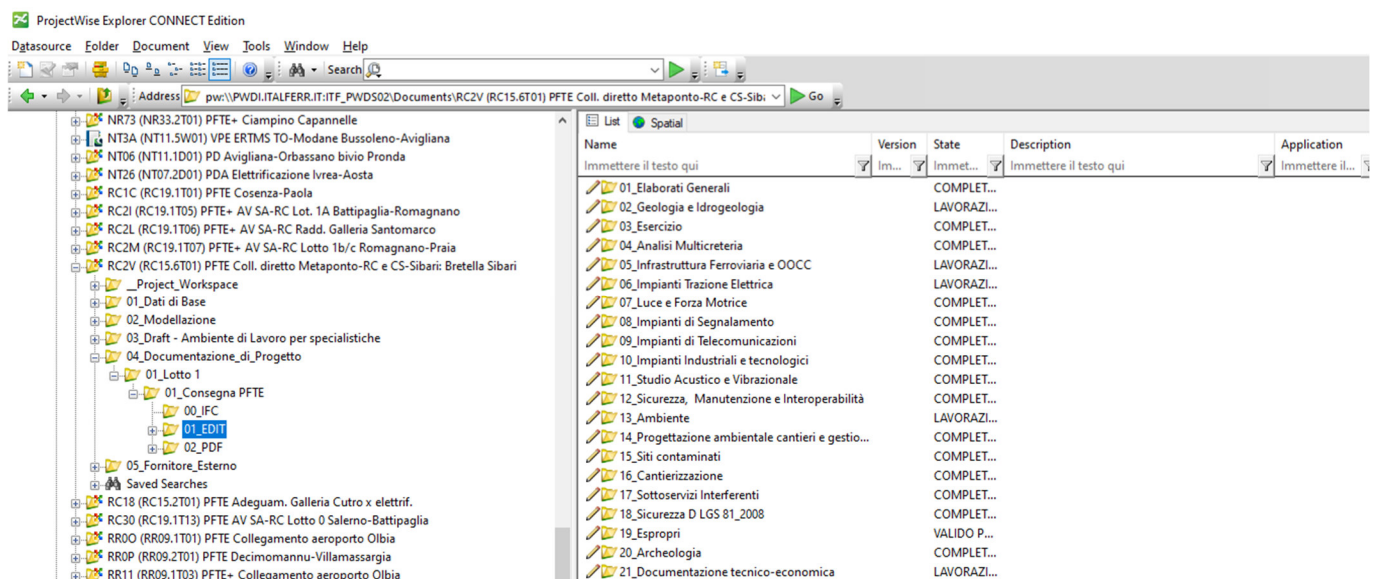 ProjectWise Explorer CONNECT Edition
Datasource Folder Document View Tools Window Help
Search
Address pw:\\PWDI.ITALFERR.IT:ITF_PWDS02\Documents\RC2V (RC15.6T01) PFTE Coll. diretto Metaponto-RC e CS-Sib: Go
NR73 (NR33.2T01) PFTE+ Ciampino Capannelle
NT3A (NT11.5W01) VPE ERTMS TO-Modane Bussoleno-Avigliana
NT06 (NT11.1D01) PD Avigliana-Orbassano bivio Pronda
NT26 (NT07.2D01) PDA Elettrificazione Ivrea-Aosta
RC1C (RC19.1T01) PFTE Cosenza-Paola
RC2I (RC19.1T05) PFTE+ AV SA-RC Lot. 1A Battipaglia-Romagnano
RC2L (RC19.1T06) PFTE+ AV SA-RC Radd. Galleria Santomarco
RC2M (RC19.1T07) PFTE+ AV SA-RC Lotto 1b/c Romagnano-Praia
RC2V (RC15.6T01) PFTE Coll. diretto Metaponto-RC e CS-Sibari: Bretella Sibari
__Project_Workspace
01_Dati di Base
02_Modellazione
03_Draft - Ambiente di Lavoro per specialistiche
04_Documentazione_di_Progetto
01_Lotto 1
01_Consegna PFTE
00_IFC
01_EDIT
02_PDF
05_Fornitore_Esterno
Saved Searches
RC18 (RC15.2T01) PFTE Adeguam. Galleria Cutro x elettrif.
RC30 (RC19.1T13) PFTE AV SA-RC Lotto 0 Salerno-Battipaglia
RR0O (RR09.1T01) PFTE Collegamento aeroporto Olbia
RR0P (RR09.2T01) PFTE Decimomannu-Villamassargia
RR11 (RR09.1T03) PFTE+ Collegamento aeroporto Olbia
List Spatial
Name Version State Description Application
Immettere il testo qui Im... Immet... Immettere il testo qui Immettere il...
01_Elaborati Generali COMPLET...
02_Geologia e Idrogeologia LAVORAZI...
03_Esercizio COMPLET...
04_Analisi Multicreteria COMPLET...
05_Infrastruttura Ferroviaria e OOCC LAVORAZI...
06_Impianti Trazione Elettrica LAVORAZI...
07_Luce e Forza Motrice COMPLET...
08_Impianti di Segnalamento COMPLET...
09_Impianti di Telecomunicazioni COMPLET...
10_Impianti Industriali e tecnologici COMPLET...
11_Studio Acustico e Vibrazionale COMPLET...
12_Sicurezza, Manutenzione e Interoperabilità COMPLET...
13_Ambiente LAVORAZI...
14_Progettazione ambientale cantieri e gestio... COMPLET...
15_Siti contaminati COMPLET...
16_Cantierizzazione COMPLET...
17_Sottoservizi Interferenti COMPLET...
18_Sicurezza D LGS 81_2008 COMPLET...
19_Espropri VALIDO P...
20_Archeologia COMPLET...
21_Documentazione tecnico-economica LAVORAZI...